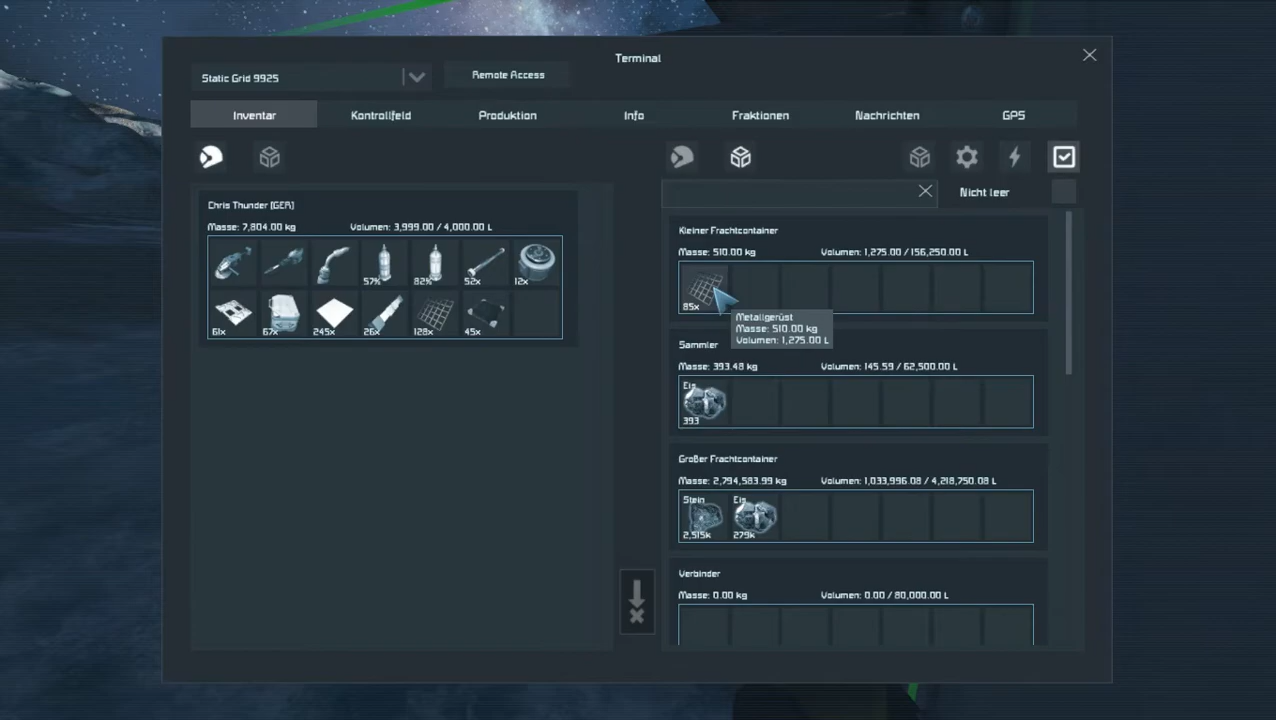 Terminal
Static Grid 9925
Remote Access
Inventar
Kontrollfeld
Produktion
Info
Fraktionen
Nachrichten
GPS
Nicht leer
Chris Thunder [GER]
Masse: 7,804.00 kg
Volumen: 3,999.00 / 4,000.00 L
57%
82%
52x
12x
61x
67x
245x
26x
128x
45x
Kleiner Frachtcontainer
Masse: 510.00 kg
Volumen: 1,275.00 / 156,250.00 L
85x
Metallgerüst
Masse: 510.00 kg
Volumen: 1,275.00 L
Sammler
Masse: 393.48 kg
Volumen: 145.59 / 62,500.00 L
Eis
393
Großer Frachtcontainer
Masse: 2,794,583.99 kg
Volumen: 1,033,996.08 / 4,218,750.08 L
Stein
Eis
2,515k
279k
Verbinder
Masse: 0.00 kg
Volumen: 0.00 / 80,000.00 L